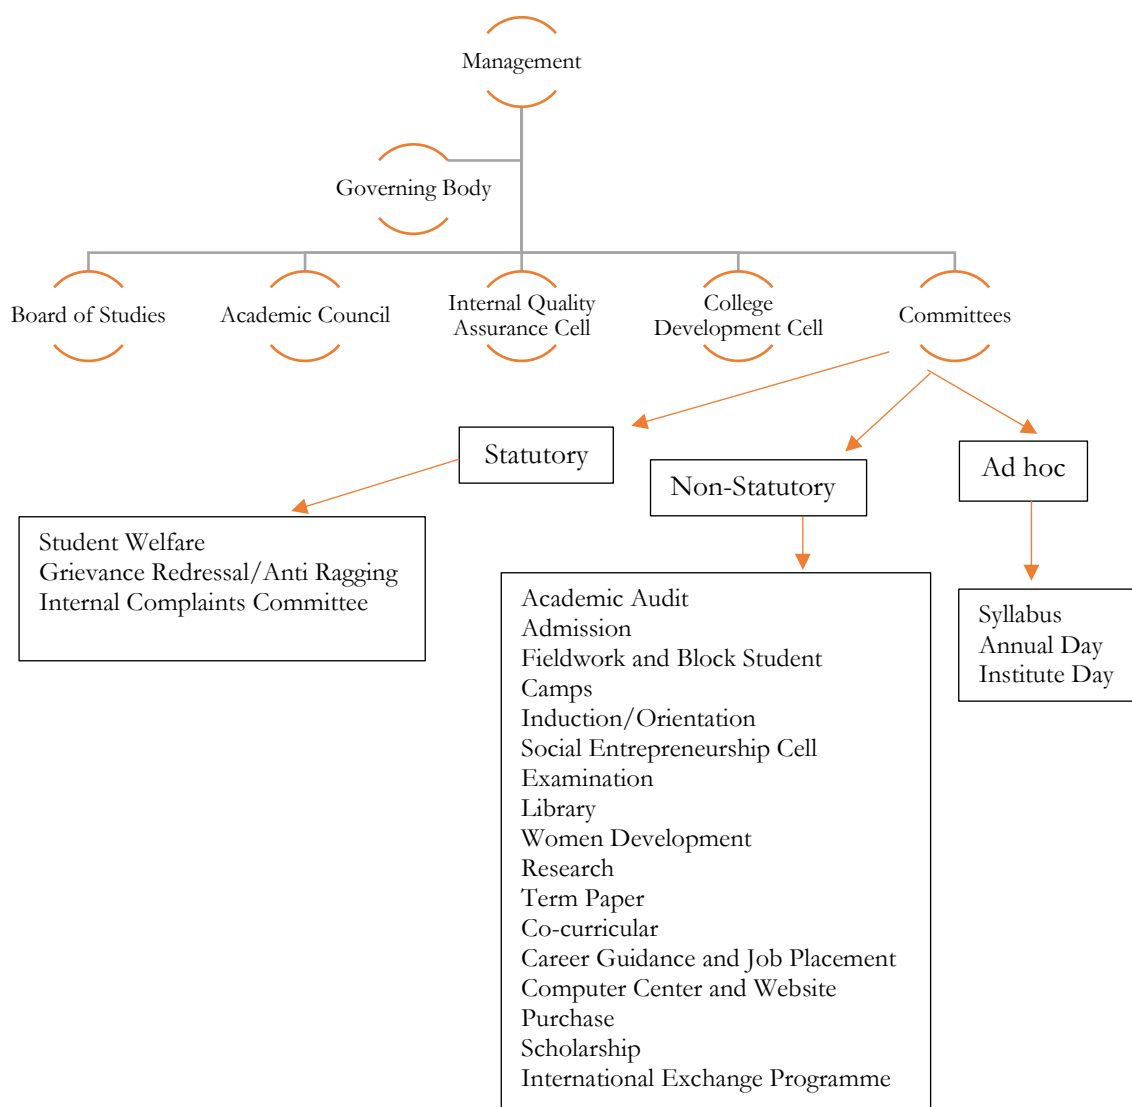 Management
Governing Body
Board of Studies
Academic Council
Internal Quality
Assurance Cell
College
Development Cell
Committees
Statutory
Non-Statutory
Ad hoc
Student Welfare
Grievance Redressal/Anti Ragging
Internal Complaints Committee
Academic Audit
Admission
Fieldwork and Block Student
Camps
Induction/Orientation
Social Entrepreneurship Cell
Examination
Library
Women Development
Research
Term Paper
Co-curricular
Career Guidance and Job Placement
Computer Center and Website
Purchase
Scholarship
International Exchange Programme
Syllabus
Annual Day
Institute Day